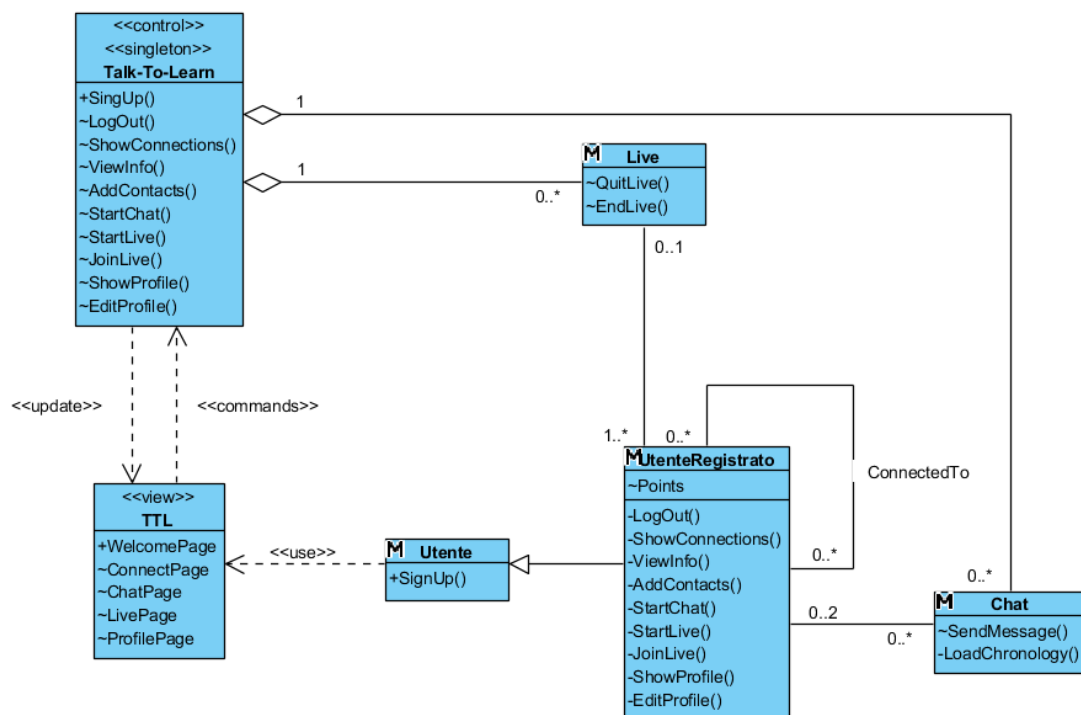 <<control>>
<<singleton>>
Talk-To-Learn
+SingUp()
~LogOut()
~ShowConnections()
~ViewInfo()
~AddContacts()
~StartChat()
~StartLive()
~JoinLive()
~ShowProfile()
~EditProfile()
1
1
0..*
M Live
~QuitLive()
~EndLive()
0..1
<<update>>
<<commands>>
1..*
0..*
M UtenteRegistrato
~Points
-LogOut()
-ShowConnections()
-ViewInfo()
-AddContacts()
-StartChat()
-StartLive()
-JoinLive()
-ShowProfile()
-EditProfile()
ConnectedTo
0..*
<<view>>
TTL
+WelcomePage
~ConnectPage
~ChatPage
~LivePage
~ProfilePage
<<use>>
M Utente
+SignUp()
0..2
0..*
0..*
M Chat
~SendMessage()
-LoadChronology()